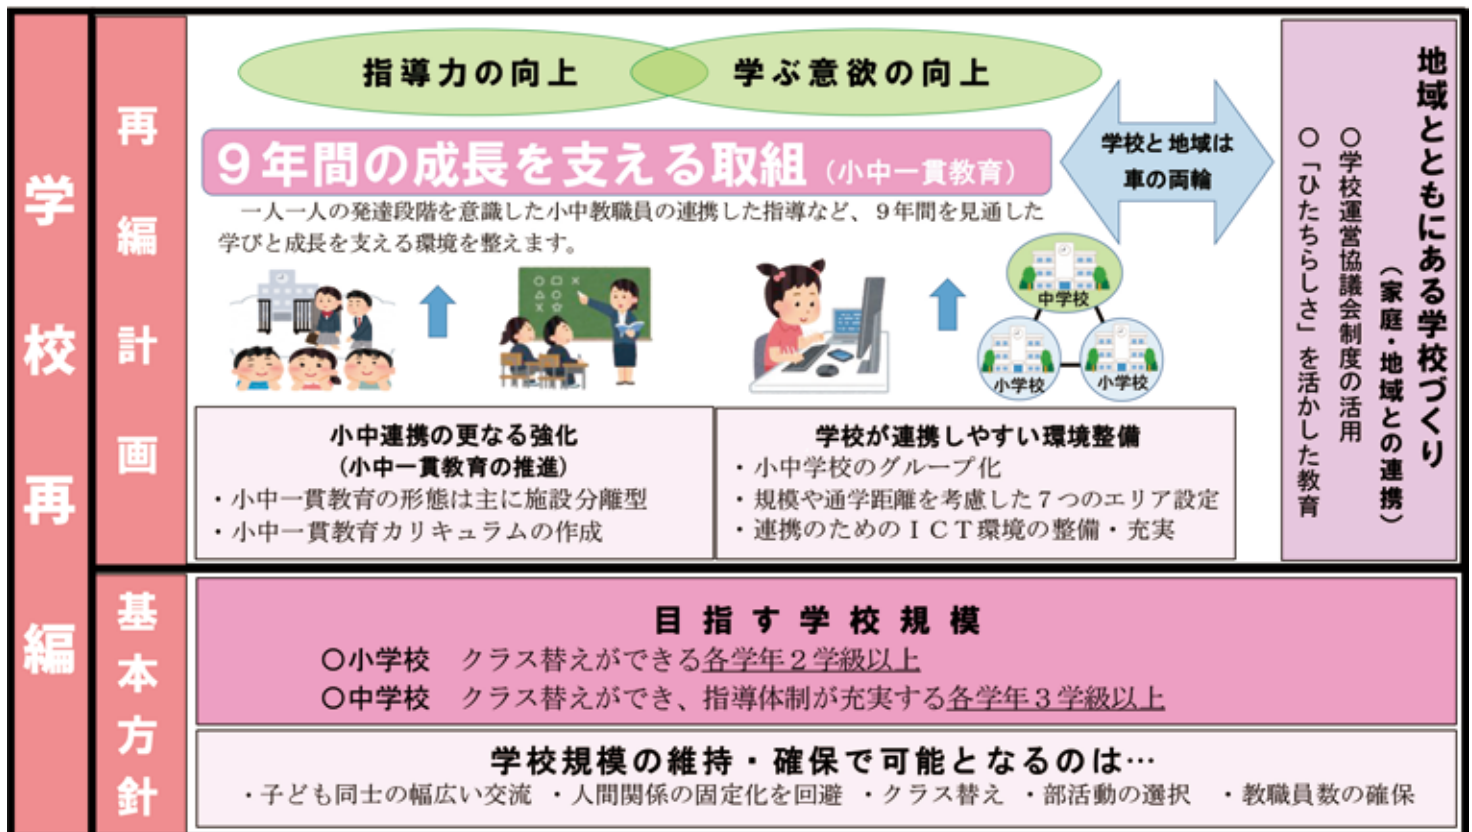 学校再編
再編計画
指導力の向上
学ぶ意欲の向上
９年間の成長を支える取組（小中一貫教育）
一人一人の発達段階を意識した小中教職員の連携した指導など、９年間を見通した
学びと成長を支える環境を整えます。
学校と地域は
車の両輪
地域とともにある学校づくり
（家庭・地域との連携）
○学校運営協議会制度の活用
○「ひたちらしさ」を活かした教育
中学校
小学校
小学校
小中連携の更なる強化
（小中一貫教育の推進）
・小中一貫教育の形態は主に施設分離型
・小中一貫教育カリキュラムの作成
学校が連携しやすい環境整備
・小中学校のグループ化
・規模や通学距離を考慮した７つのエリア設定
・連携のためのＩＣＴ環境の整備・充実
基本方針
目指す学校規模
○小学校　クラス替えができる各学年２学級以上
○中学校　クラス替えができ、指導体制が充実する各学年３学級以上
学校規模の維持・確保で可能となるのは…
・子ども同士の幅広い交流　・人間関係の固定化を回避　・クラス替え　・部活動の選択　・教職員数の確保